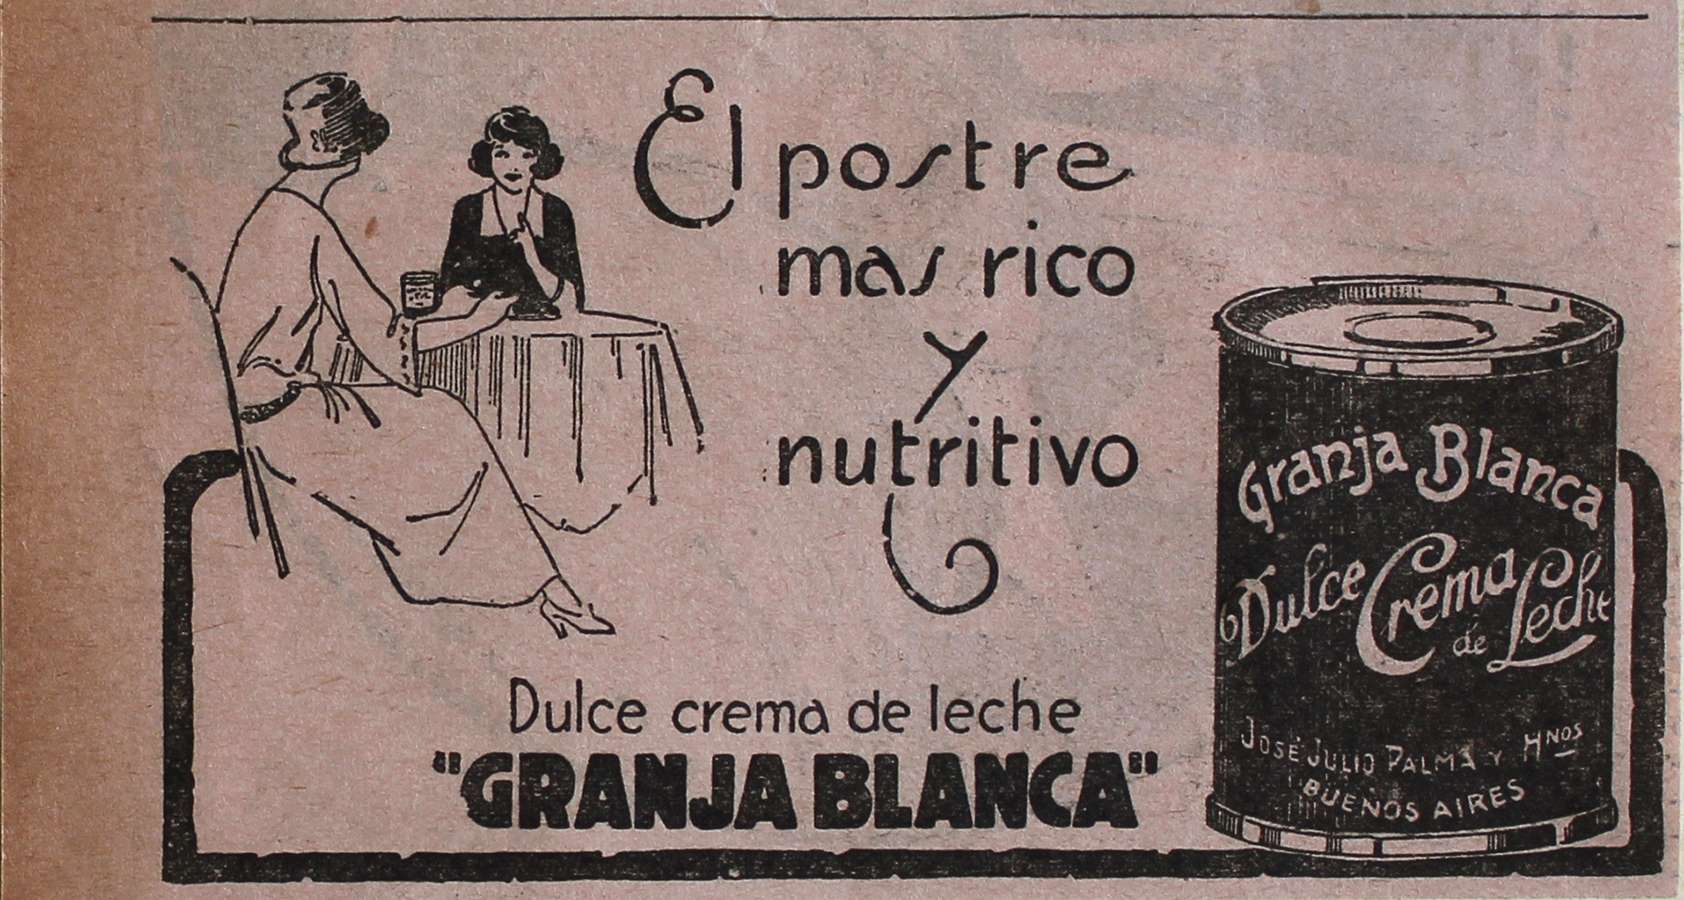 El postre
mas rico
y
nutritivo
Granja Blanca
Dulce Crema
de Leche
JOSÉ JULIO PALMA Y HNOS
BUENOS AIRES
Dulce crema de leche
"GRANJA BLANCA"